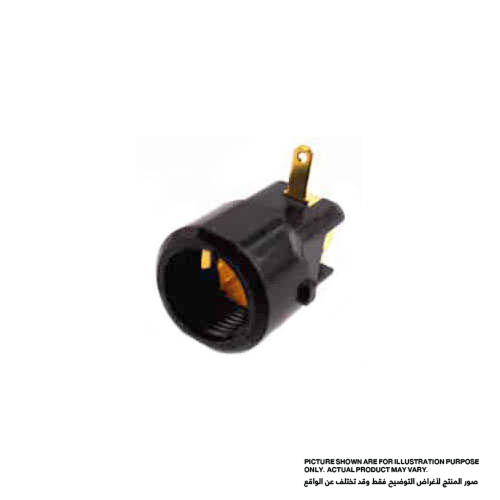 PICTURE SHOWN ARE FOR ILLUSTRATION PURPOSE
ONLY. ACTUAL PRODUCT MAY VARY.
صور المنتج لأغراض التوضيح فقط وقد تختلف عن الواقع